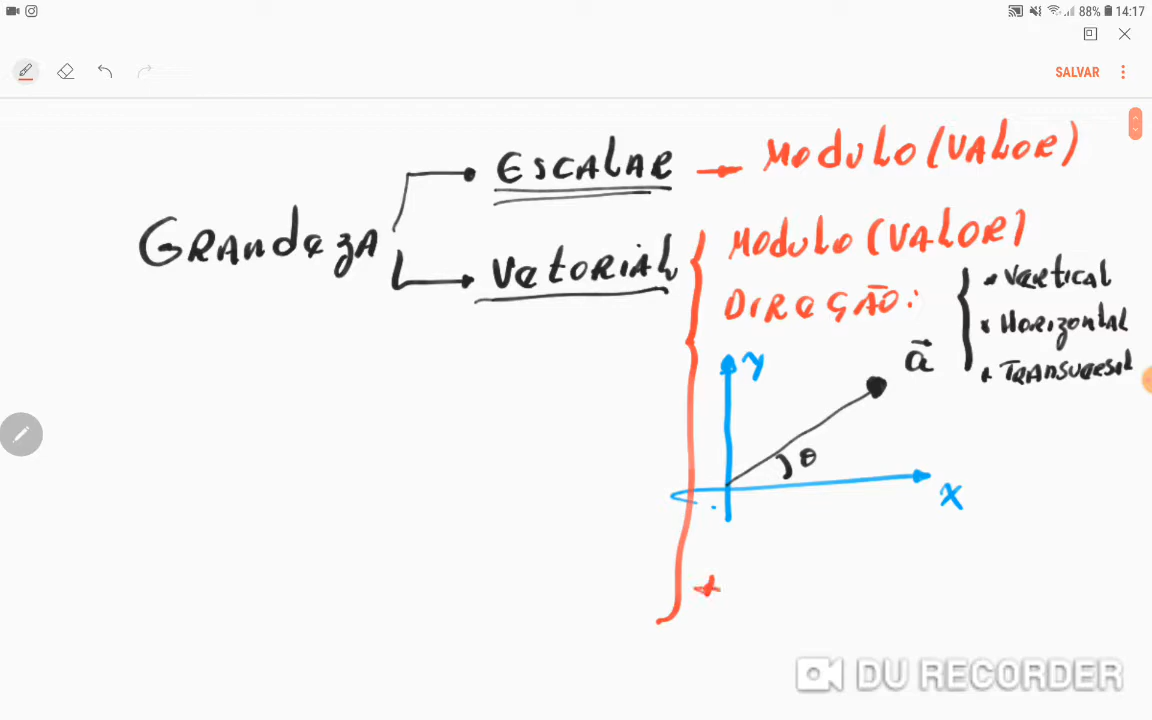 88% 14:17
SALVAR
ESCALAR MODULO (VALOR)
GRANDEZA
VETORIAL MODULO (VALOR)
DIREÇÃO:
VERTICAL
HORIZONTAL
TRANSVERSAL
y
a
θ
x
DU RECORDER